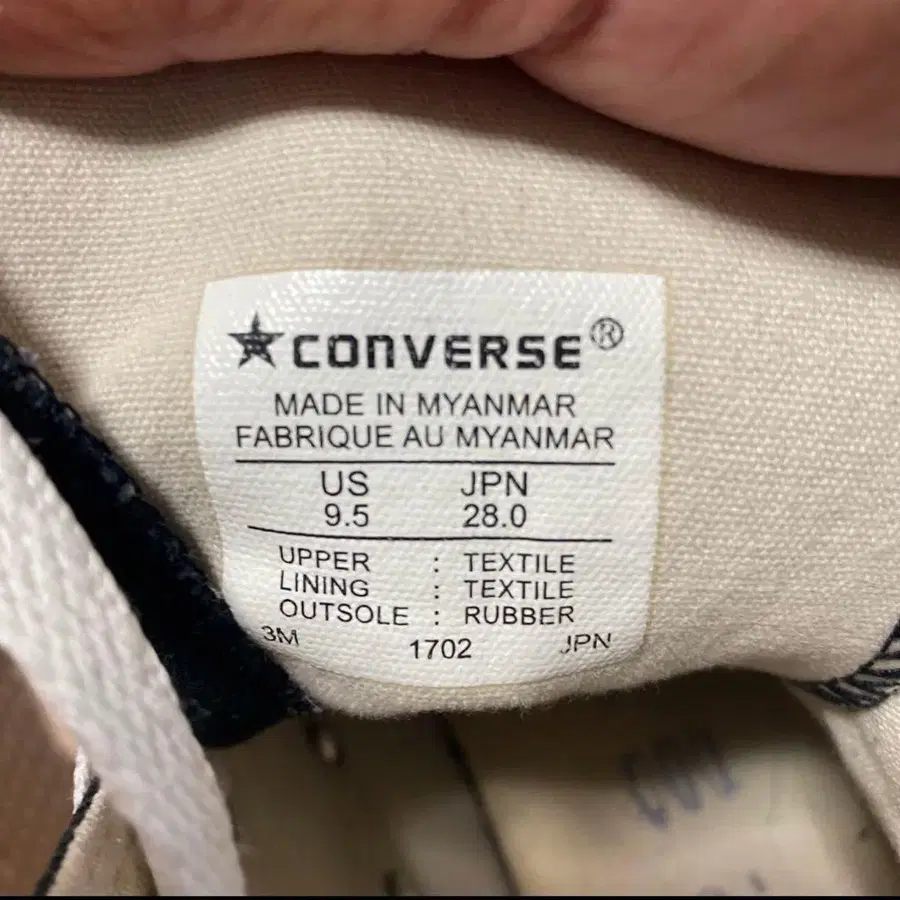 CONVERSE®
MADE IN MYANMAR
FABRIQUE AU MYANMAR
US JPN
9.5 28.0
UPPER : TEXTILE
LINING : TEXTILE
OUTSOLE : RUBBER
3M 1702 JPN